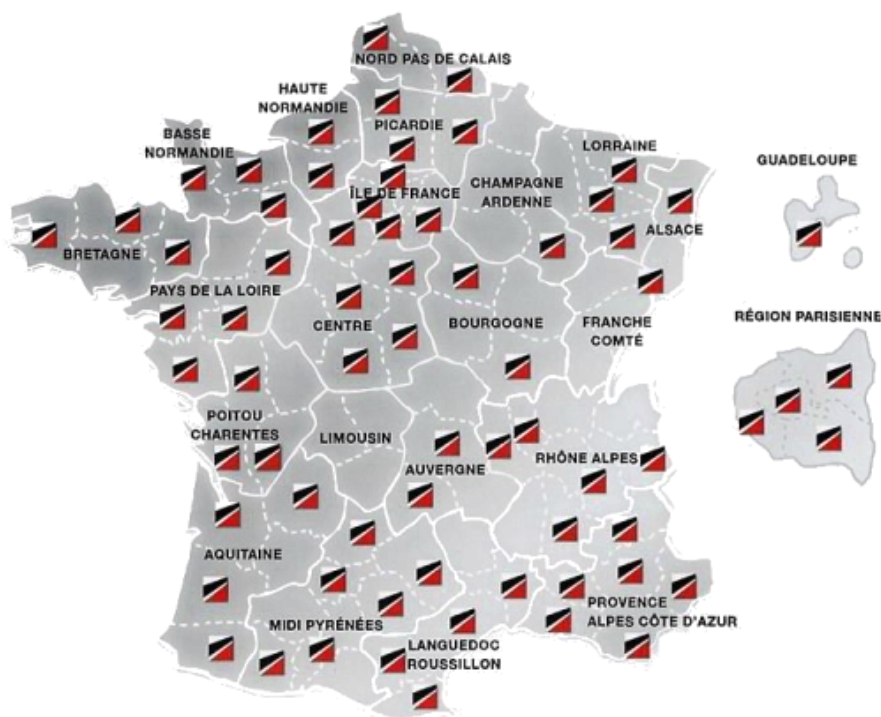 NORD PAS DE CALAIS
HAUTE
NORMANDIE
PICARDIE
BASSE
NORMANDIE
LORRAINE
GUADELOUPE
ÎLE DE FRANCE
CHAMPAGNE
ARDENNE
ALSACE
BRETAGNE
PAYS DE LA LOIRE
CENTRE
BOURGOGNE
FRANCHE
COMTÉ
RÉGION PARISIENNE
POITOU
CHARENTES
LIMOUSIN
AUVERGNE
RHÔNE ALPES
AQUITAINE
MIDI PYRÉNÉES
PROVENCE
ALPES CÔTE D'AZUR
LANGUEDOC
ROUSSILLON